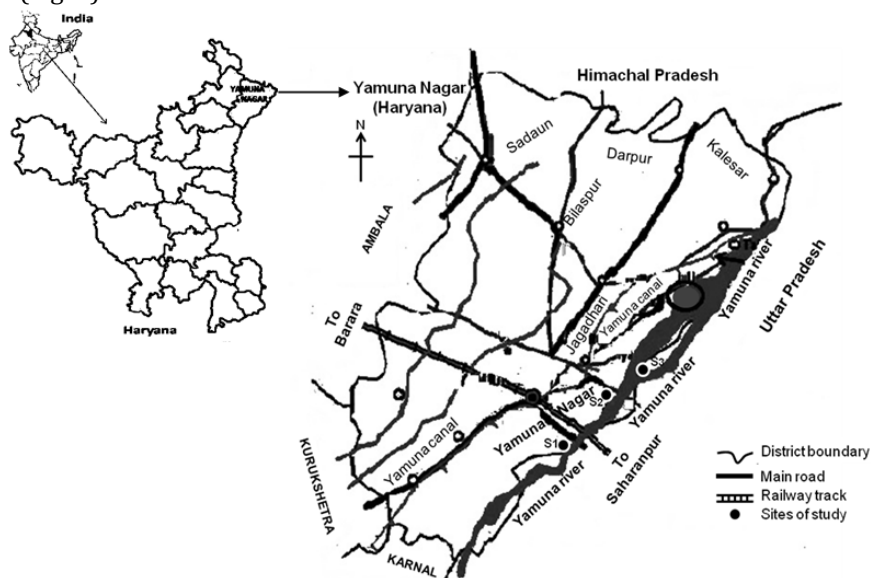 India
YAMUNA
NAGAR
Haryana
Yamuna Nagar
(Haryana)
N
Himachal Pradesh
Sadaun
Darpur
Kalesar
Bilaspur
AMBALA
To
Barara
Jagadhari
Yamuna canal
Yamuna river
Uttar Pradesh
S3
S2
S1
Yamuna Nagar
Yamuna river
Yamuna canal
To
Saharanpur
Yamuna river
KURUKSHETRA
KARNAL
District boundary
Main road
Railway track
Sites of study